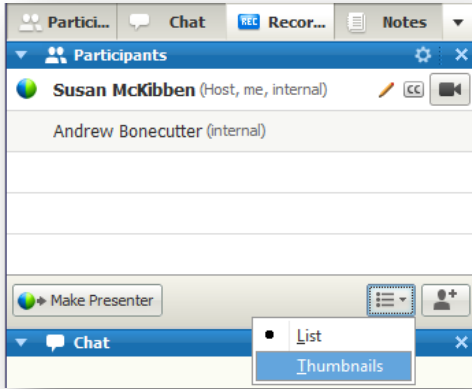 Partici... Chat REC Recor... Notes
Participants
Susan McKibben (Host, me, internal) CC
Andrew Bonecutter (internal)
Make Presenter
List
Chat
Thumbnails